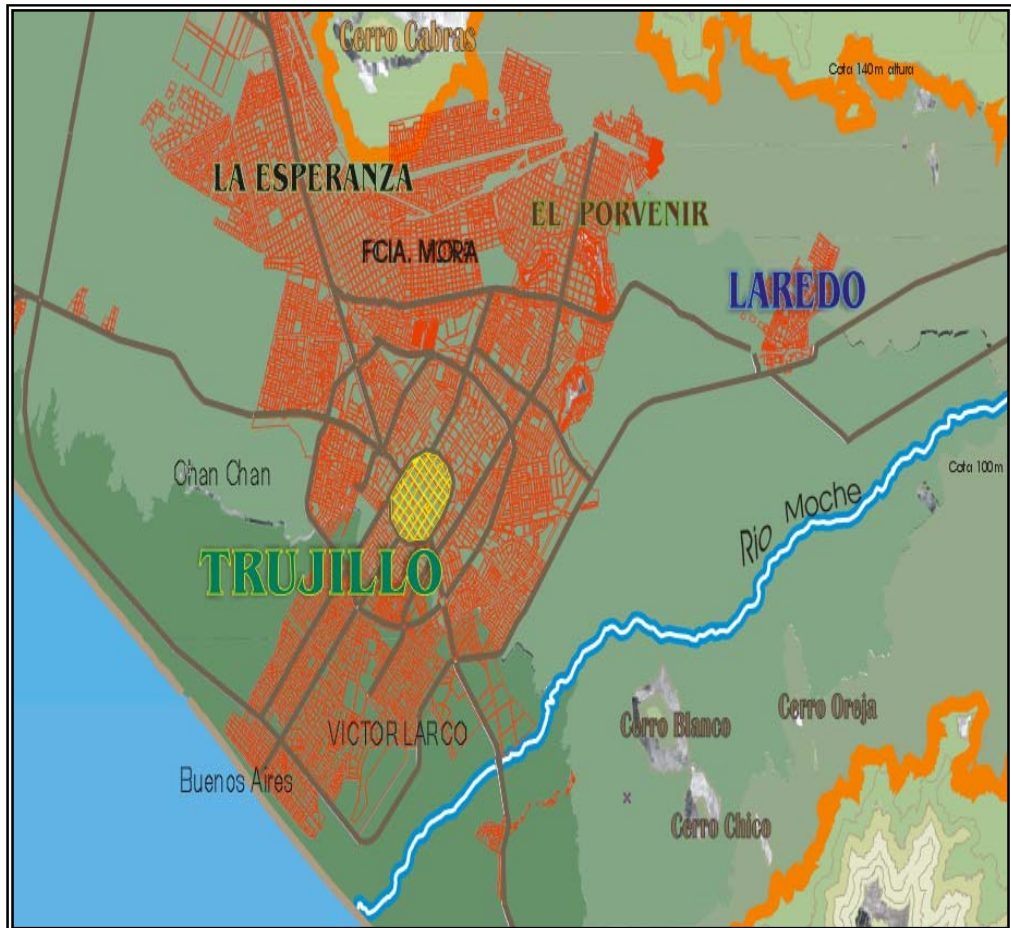 Cerro Cabras
Cota 140m altura
LA ESPERANZA
EL PORVENIR
FCIA. MORA
LAREDO
Chan Chan
Cota 100m
Rio Moche
TRUJILLO
Cerro Oreja
Cerro Blanco
VICTOR LARCO
Buenos Aires
Cerro Chico